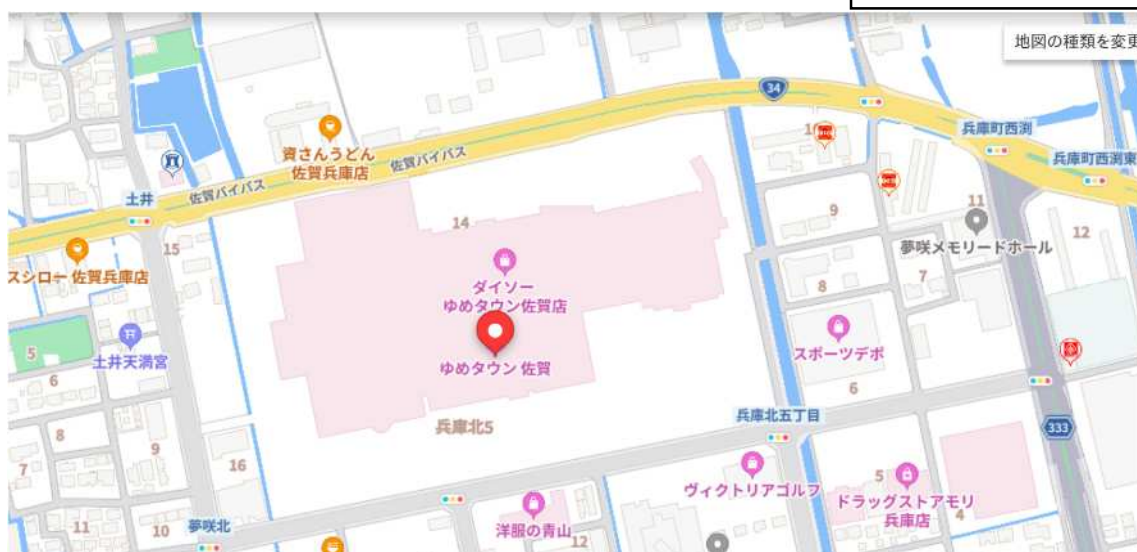 地図の種類を変更
34
兵庫町西渕
兵庫町西渕東
資さんうどん
佐賀兵庫店
佐賀バイパス
佐賀バイパス
土井
15
14
9
11
12
夢咲メモリードホール
スシロー 佐賀兵庫店
ダイソー
ゆめタウン佐賀店
8
7
土井天満宮
5
6
ゆめタウン 佐賀
スポーツデポ
6
兵庫北5
兵庫北五丁目
333
8
9
7
16
ヴィクトリアゴルフ
5
ドラッグストアモリ
兵庫店
4
11
10
夢咲北
洋服の青山
12